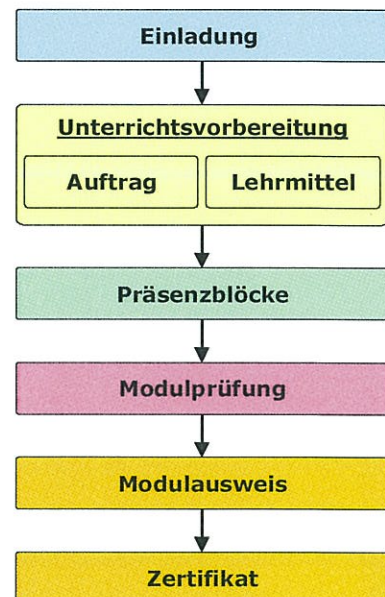 Einladung
Unterrichtsvorbereitung
Auftrag
Lehrmittel
Präsenzblöcke
Modulprüfung
Modulausweis
Zertifikat